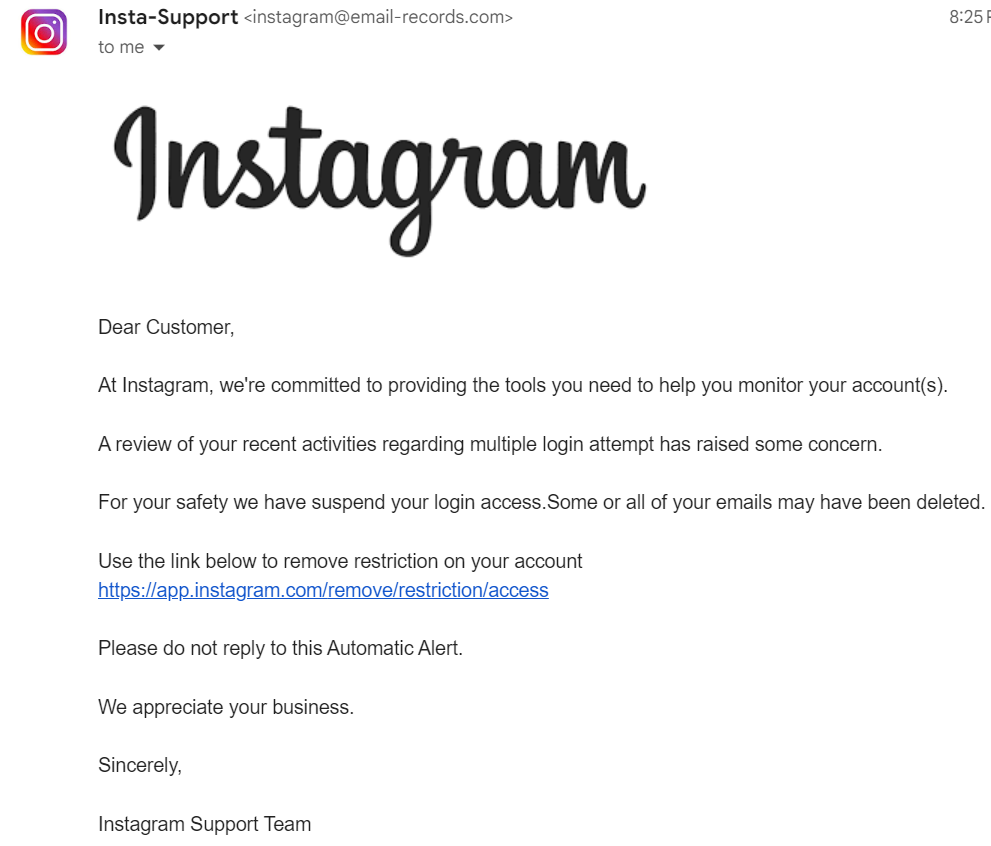 Insta-Support <instagram@email-records.com>
8:25
to me
Instagram
Dear Customer,
At Instagram, we're committed to providing the tools you need to help you monitor your account(s).
A review of your recent activities regarding multiple login attempt has raised some concern.
For your safety we have suspend your login access.Some or all of your emails may have been deleted.
Use the link below to remove restriction on your account
https://app.instagram.com/remove/restriction/access
Please do not reply to this Automatic Alert.
We appreciate your business.
Sincerely,
Instagram Support Team